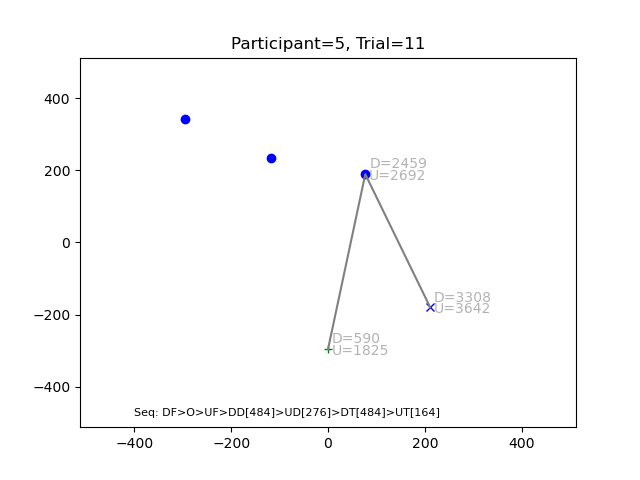 Participant=5, Trial=11
400
200
0
−200
−400
D=2459
U=2692
D=3308
U=3642
D=590
U=1825
Seq: DF>O>UF>DD[484]>UD[276]>DT[484]>UT[164]
−400
−200
0
200
400